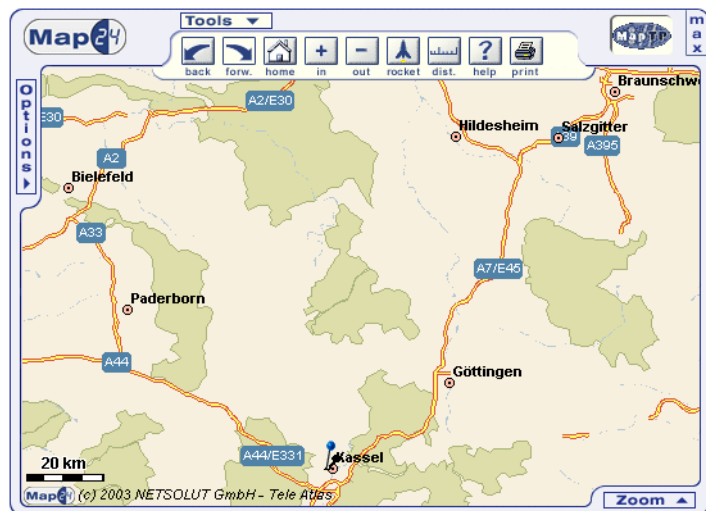 Map24
Tools
MapTP
max
back forw. home in out rocket dist. help print
Options
A2/E30
Braunschwe
E30
Hildesheim
Salzgitter
39
A395
A2
Bielefeld
A33
A7/E45
Paderborn
A44
Göttingen
A44/E331
Kassel
20 km
Map24 (c) 2003 NETSOLUT GmbH - Tele Atlas
Zoom